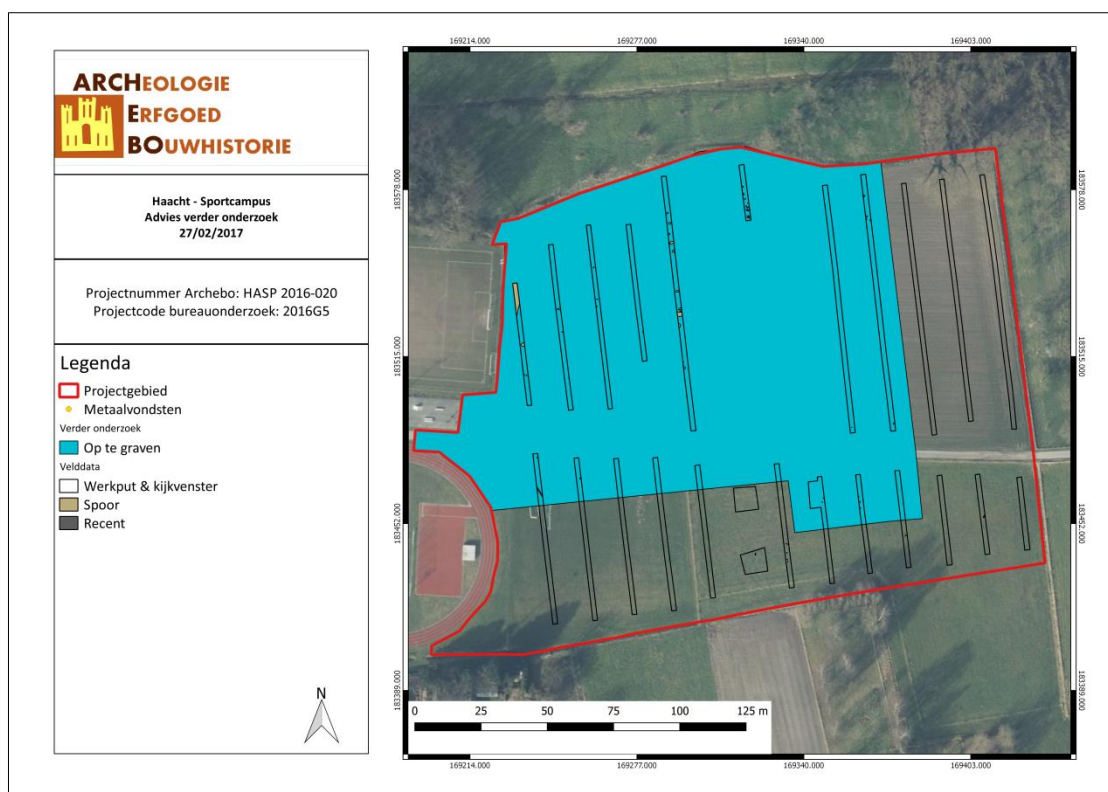 ARCHEOLOGIE
ERFGOED
BOUWHISTORIE
Haacht - Sportcampus
Advies verder onderzoek
27/02/2017
Projectnummer Archebo: HASP 2016-020
Projectcode bureauonderzoek: 2016G5
Legenda
Projectgebied
Metaalvondsten
Verder onderzoek
Op te graven
Velddata
Werkput & kijkvenster
Spoor
Recent
N
169214.000 169277.000 169340.000 169403.000
183578.000 183578.000
183515.000 183515.000
183452.000 183452.000
183389.000 183389.000
0 25 50 75 100 125 m
169214.000 169277.000 169340.000 169403.000